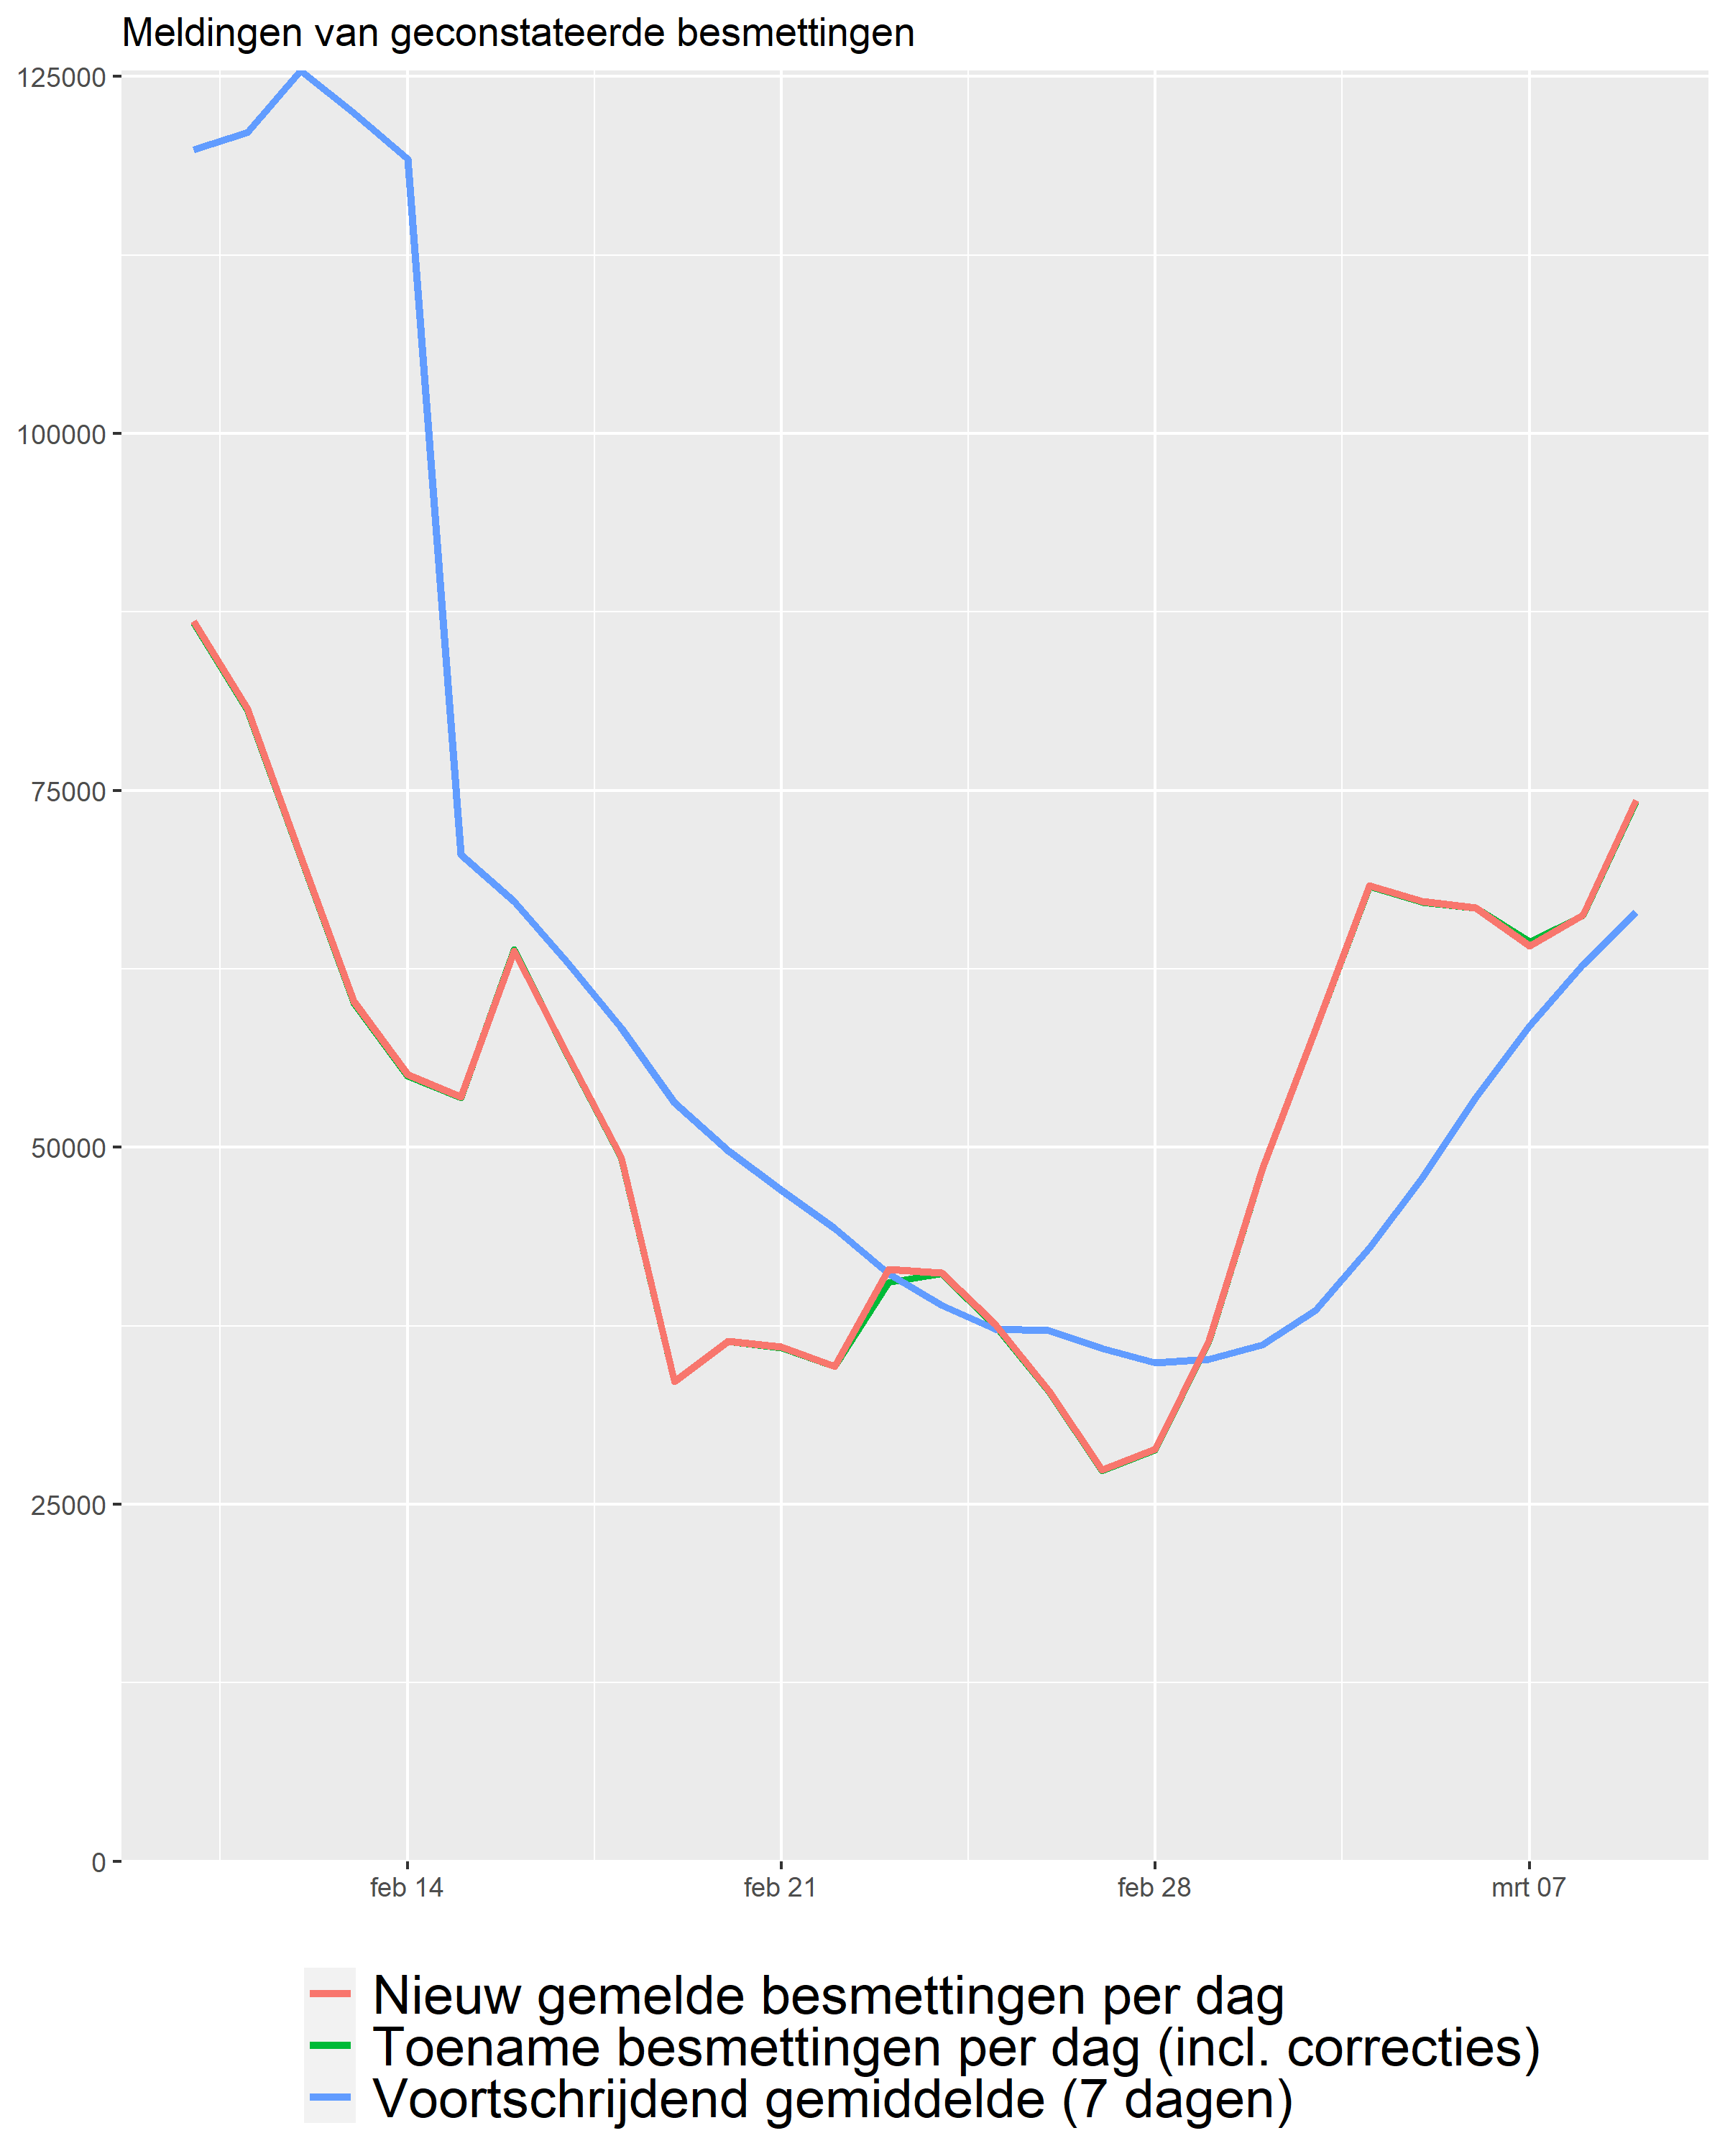 Meldingen van geconstateerde besmettingen
125000
100000
75000
50000
25000
0
feb 14
feb 21
feb 28
mrt 07
Nieuw gemelde besmettingen per dag
Toename besmettingen per dag (incl. correcties)
Voortschrijdend gemiddelde (7 dagen)